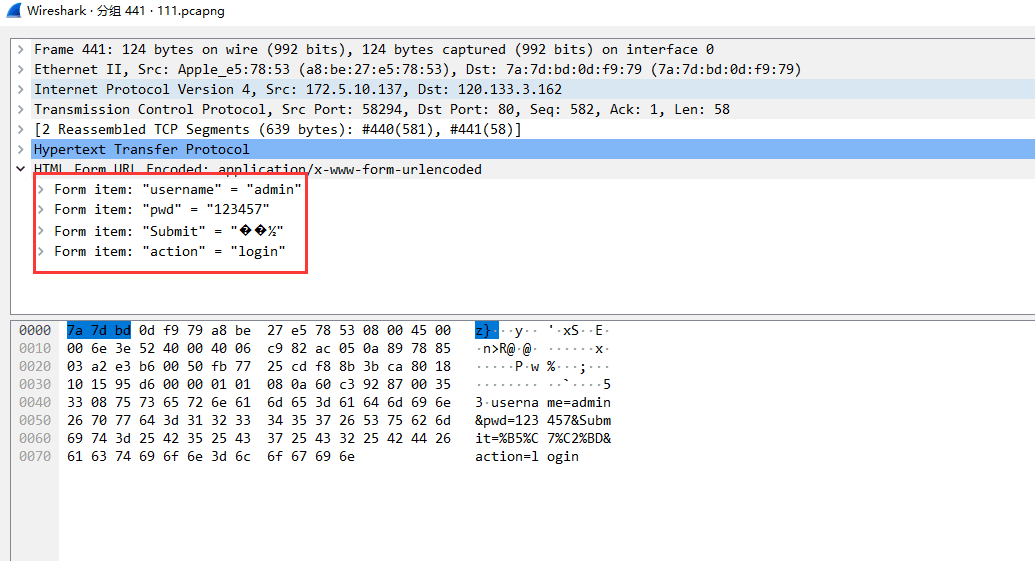 Wireshark · 分组 441 · 111.pcapng
Frame 441: 124 bytes on wire (992 bits), 124 bytes captured (992 bits) on interface 0
Ethernet II, Src: Apple_e5:78:53 (a8:be:27:e5:78:53), Dst: 7a:7d:bd:0d:f9:79 (7a:7d:bd:0d:f9:79)
Internet Protocol Version 4, Src: 172.5.10.137, Dst: 120.133.3.162
Transmission Control Protocol, Src Port: 58294, Dst Port: 80, Seq: 582, Ack: 1, Len: 58
[2 Reassembled TCP Segments (639 bytes): #440(581), #441(58)]
Hypertext Transfer Protocol
HTML Form URL Encoded: application/x-www-form-urlencoded
Form item: "username" = "admin"
Form item: "pwd" = "123457"
Form item: "Submit" = "��½"
Form item: "action" = "login"
0000 7a 7d bd 0d f9 79 a8 be 27 e5 78 53 08 00 45 00 z}···y·· '·xS··E·
0010 00 6e 3e 52 40 00 40 06 c9 82 ac 05 0a 89 78 85 ·n>R@·@· ······x·
0020 03 a2 e3 b6 00 50 fb 77 25 cd f8 8b 3b ca 80 18 ·····P·w %···;···
0030 10 15 95 d6 00 00 01 01 08 0a 60 c3 92 87 00 35 ········ ··`····5
0040 33 08 75 73 65 72 6e 61 6d 65 3d 61 64 6d 69 6e 3·userna me=admin
0050 26 70 77 64 3d 31 32 33 34 35 37 26 53 75 62 6d &pwd=123 457&Subm
0060 69 74 3d 25 42 35 25 43 37 25 43 32 25 42 44 26 it=%B5%C 7%C2%BD&
0070 61 63 74 69 6f 6e 3d 6c 6f 67 69 6e action=l ogin